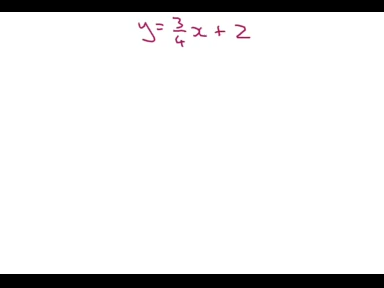 y = 3/4 x + 2